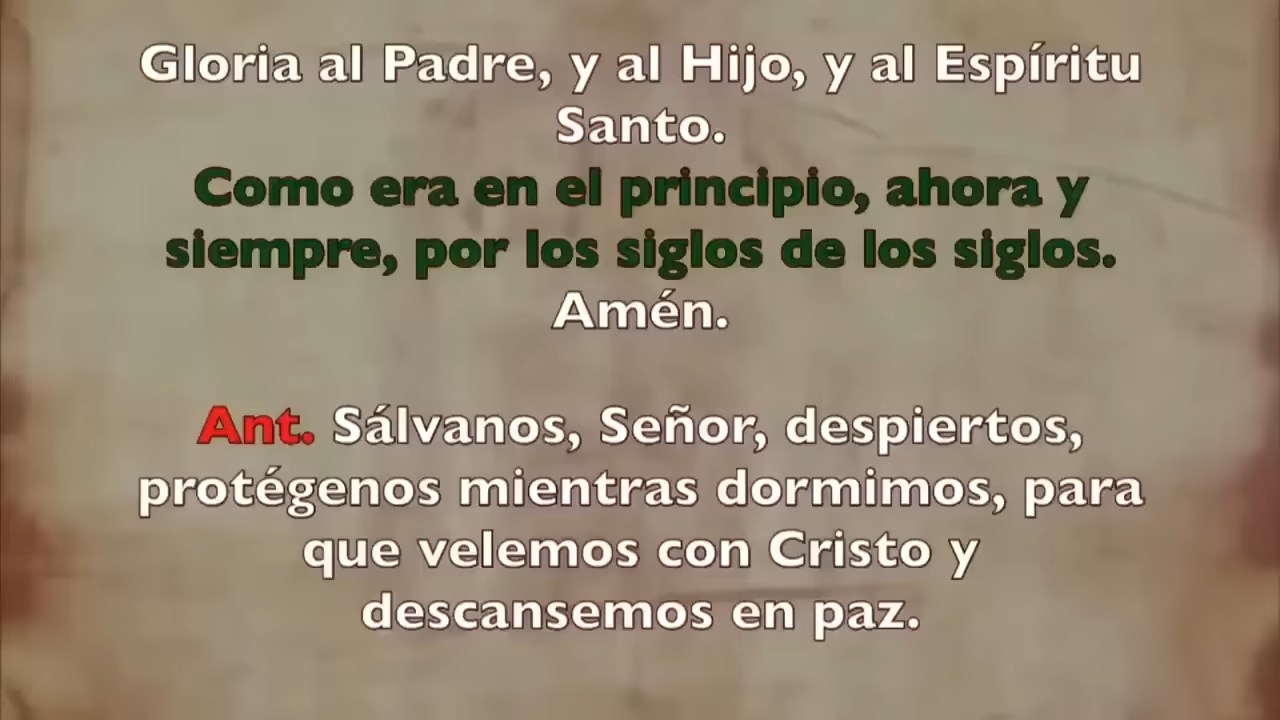 Gloria al Padre, y al Hijo, y al Espíritu
Santo.
Como era en el principio, ahora y
siempre, por los siglos de los siglos.
Amén.
Ant. Sálvanos, Señor, despiertos,
protégenos mientras dormimos, para
que velemos con Cristo y
descansemos en paz.